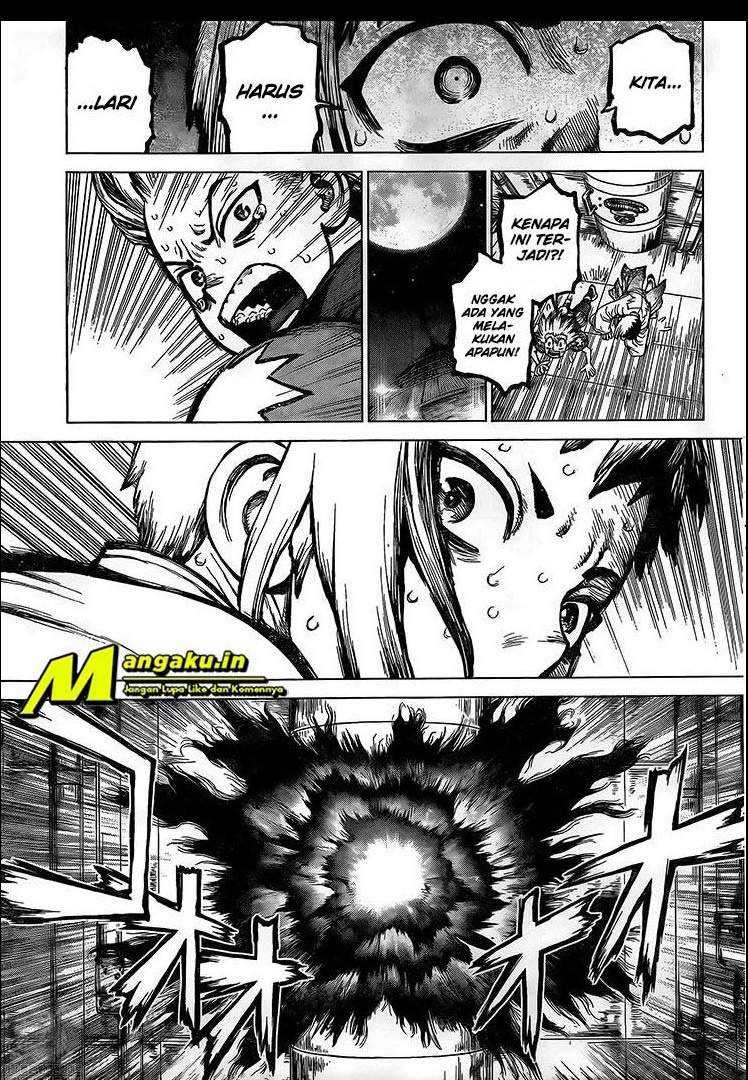 KITA...
HARUS
...
...LARI
KENAPA
INI TER-
JADI?!
NGGAK
ADA YANG
MELA-
KUKAN
APAPUN!
Mangaku.in
Jangan Lupa Like dan Komennya
ゴオオオオ